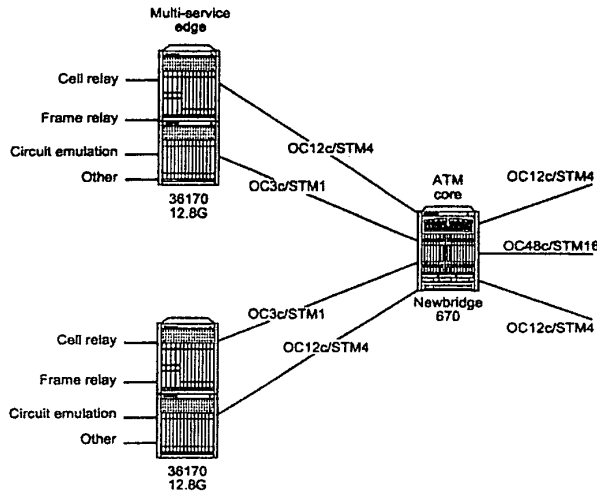 Multi-service
edge
Cell relay
Frame relay
Circuit emulation
Other
36170
12.8G
OC12c/STM4
OC3c/STM1
ATM
core
OC12c/STM4
OC48c/STM16
OC12c/STM4
Newbridge
670
OC3c/STM1
OC12c/STM4
Cell relay
Frame relay
Circuit emulation
Other
36170
12.8G